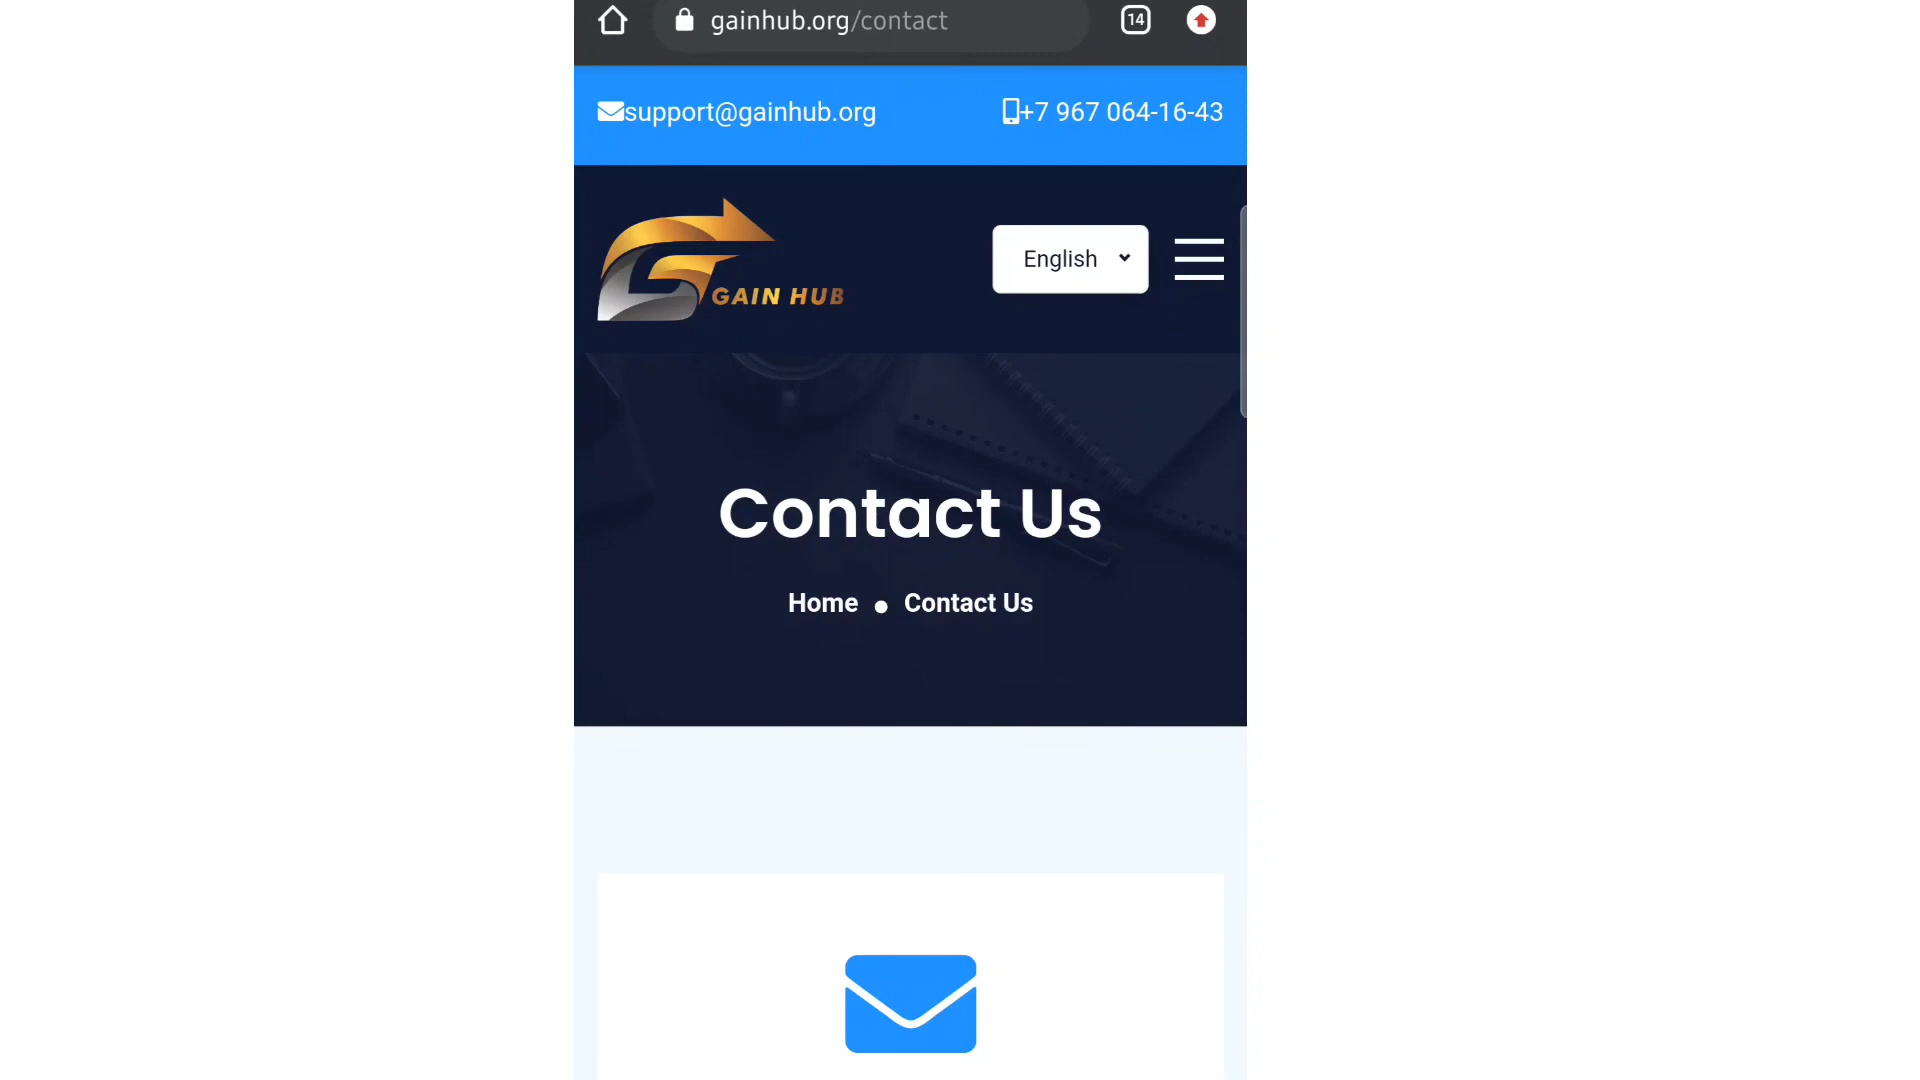 gainhub.org/contact
14
support@gainhub.org
+7 967 064-16-43
GAIN HUB
English
Contact Us
Home
Contact Us